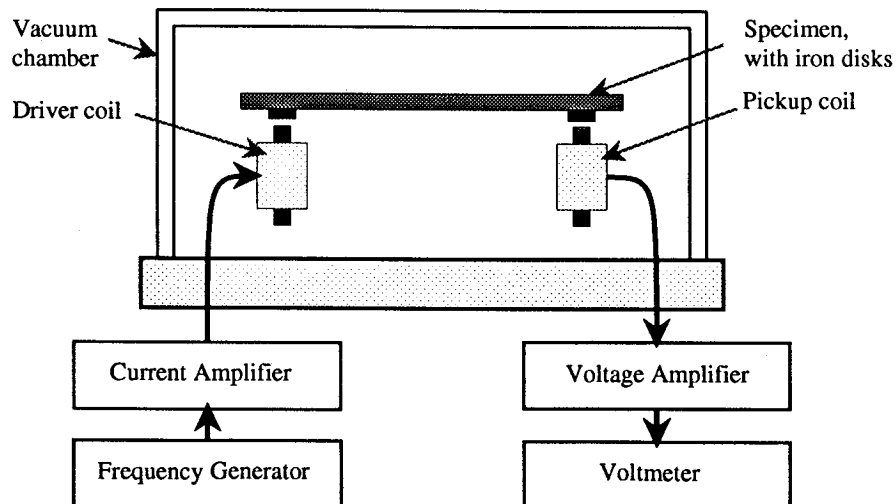 Vacuum
chamber
Specimen,
with iron disks
Driver coil
Pickup coil
Current Amplifier
Voltage Amplifier
Frequency Generator
Voltmeter